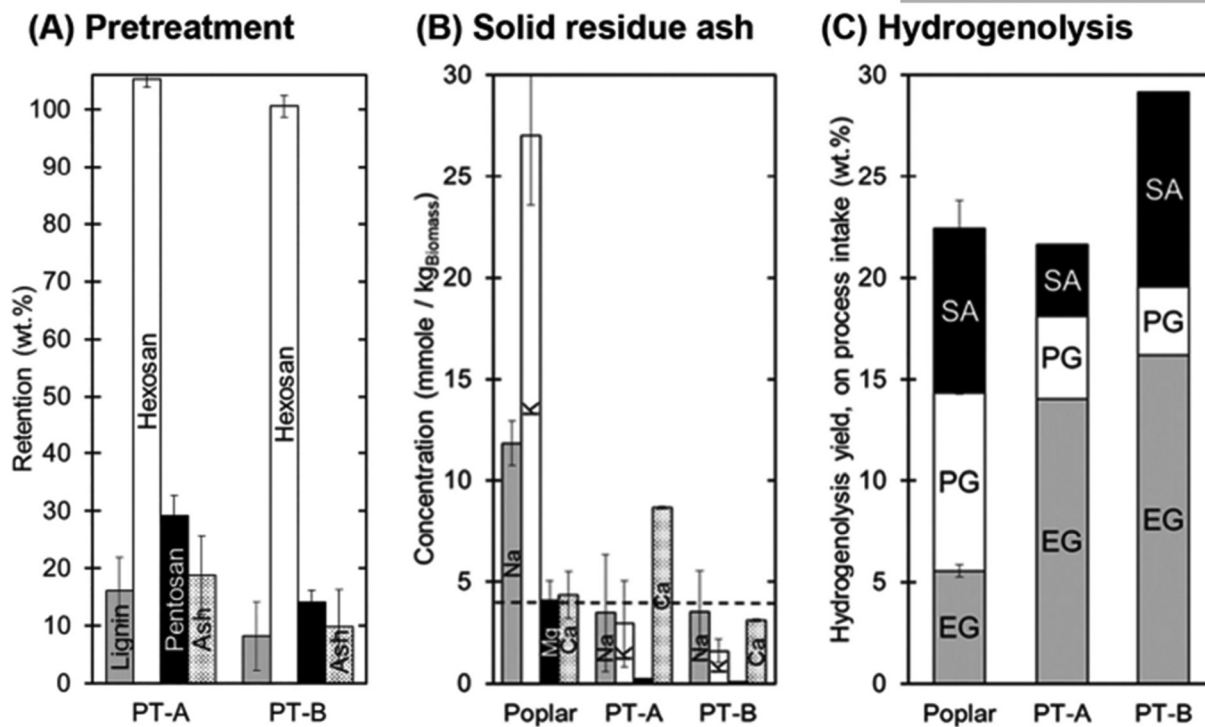 (A) Pretreatment
Retention (wt.%)
100
90
80
70
60
50
40
30
20
10
0
Lignin
Hexosan
Pentosan
Ash
Hexosan
Ash
PT-A
PT-B
(B) Solid residue ash
Concentration (mmole / kgBiomass)
30
25
20
15
10
5
0
Na
K
Mg
Ca
Na
K
Ca
Na
K
Ca
Poplar
PT-A
PT-B
(C) Hydrogenolysis
Hydrogenolysis yield, on process intake (wt.%)
30
25
20
15
10
5
0
SA
PG
EG
SA
PG
EG
SA
PG
EG
Poplar
PT-A
PT-B